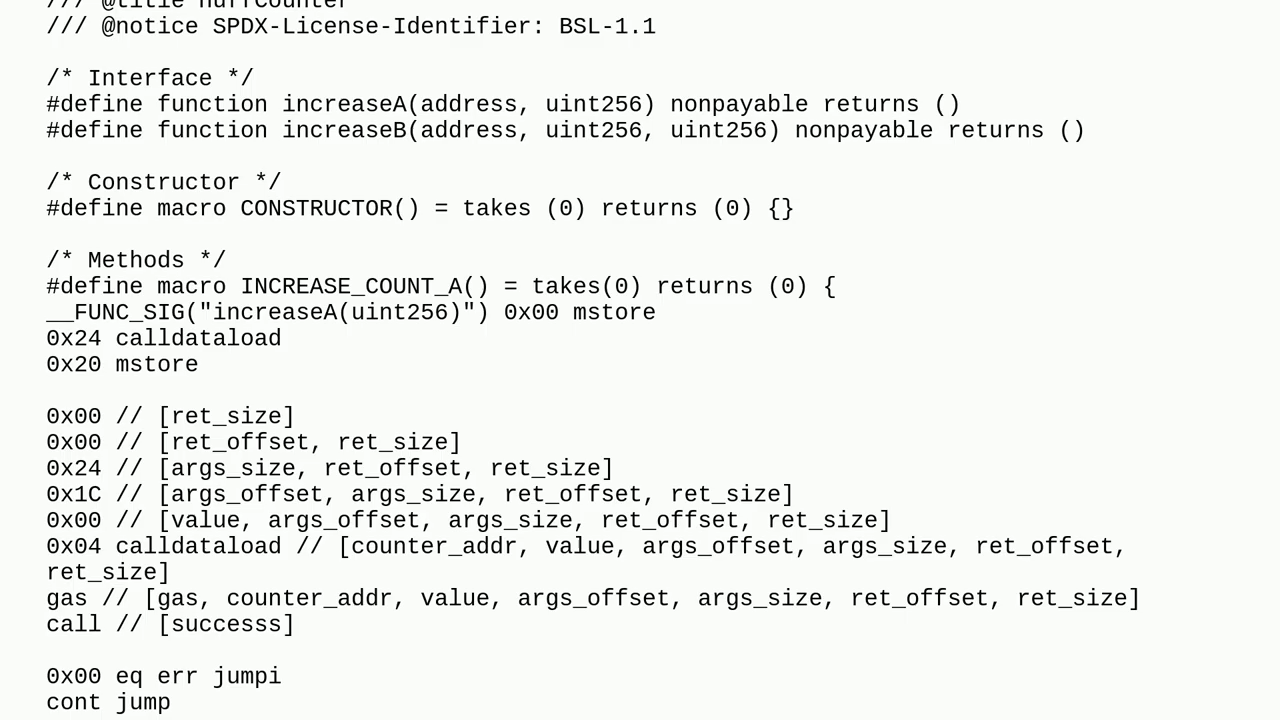 /// @title HuffCounter
/// @notice SPDX-License-Identifier: BSL-1.1
/* Interface */
#define function increaseA(address, uint256) nonpayable returns ()
#define function increaseB(address, uint256, uint256) nonpayable returns ()
/* Constructor */
#define macro CONSTRUCTOR() = takes (0) returns (0) {}
/* Methods */
#define macro INCREASE_COUNT_A() = takes(0) returns (0) {
__FUNC_SIG("increaseA(uint256)") 0x00 mstore
0x24 calldataload
0x20 mstore
0x00 // [ret_size]
0x00 // [ret_offset, ret_size]
0x24 // [args_size, ret_offset, ret_size]
0x1C // [args_offset, args_size, ret_offset, ret_size]
0x00 // [value, args_offset, args_size, ret_offset, ret_size]
0x04 calldataload // [counter_addr, value, args_offset, args_size, ret_offset,
ret_size]
gas // [gas, counter_addr, value, args_offset, args_size, ret_offset, ret_size]
call // [successs]
0x00 eq err jumpi
cont jump